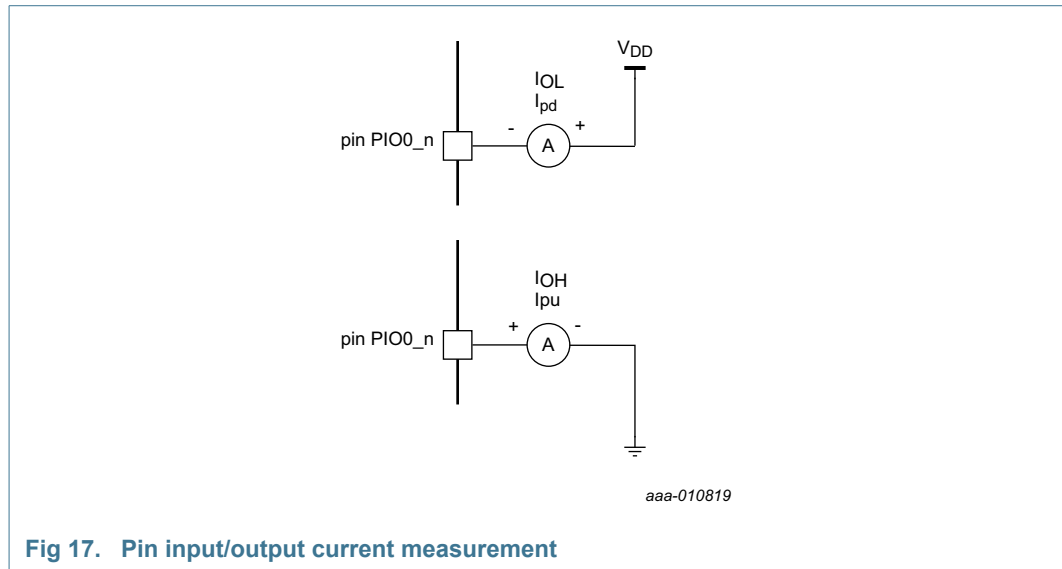 VDD
IOL
Ipd
- +
A
pin PIO0_n
IOH
Ipu
+ -
A
pin PIO0_n
aaa-010819
Fig 17. Pin input/output current measurement